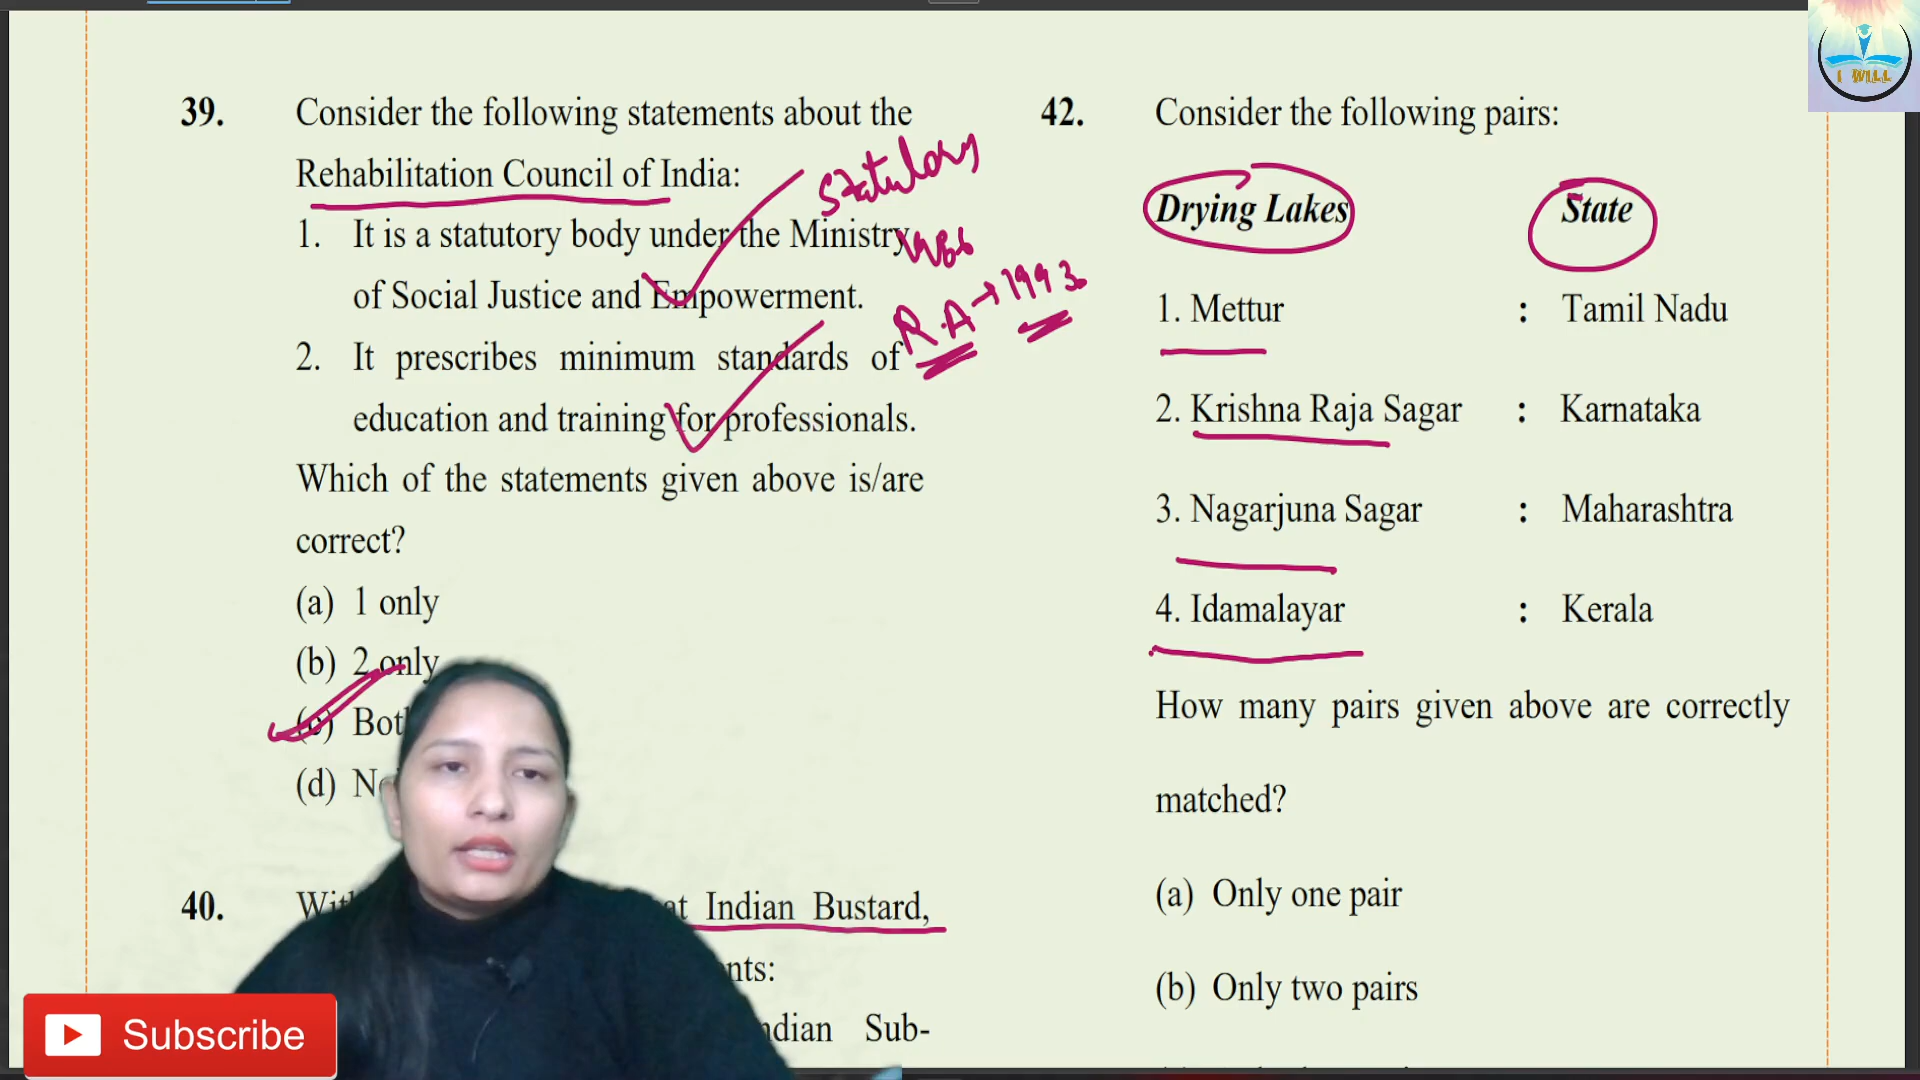 39. Consider the following statements about the
Rehabilitation Council of India:
1. It is a statutory body under the Ministry
of Social Justice and Empowerment.
2. It prescribes minimum standards of
education and training for professionals.
Which of the statements given above is/are
correct?
(a) 1 only
(b) 2 only
(c)
(d)
Statutory
1986
R.A → 1993
40.
Indian Bustard,
Sub-
42. Consider the following pairs:
Drying Lakes State
1. Mettur : Tamil Nadu
2. Krishna Raja Sagar : Karnataka
3. Nagarjuna Sagar : Maharashtra
4. Idamalayar : Kerala
How many pairs given above are correctly
matched?
(a) Only one pair
(b) Only two pairs
I WILL
Subscribe